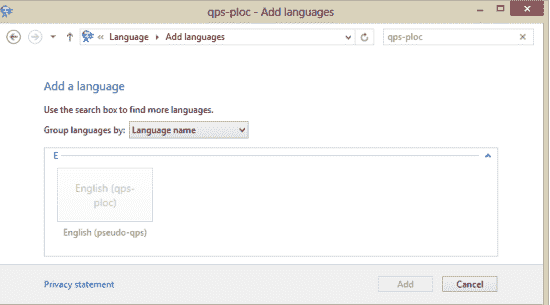 qps-ploc - Add languages
« Language › Add languages
qps-ploc
Add a language
Use the search box to find more languages.
Group languages by: Language name
E
English (qps-
ploc)
English (pseudo-qps)
Privacy statement
Add
Cancel